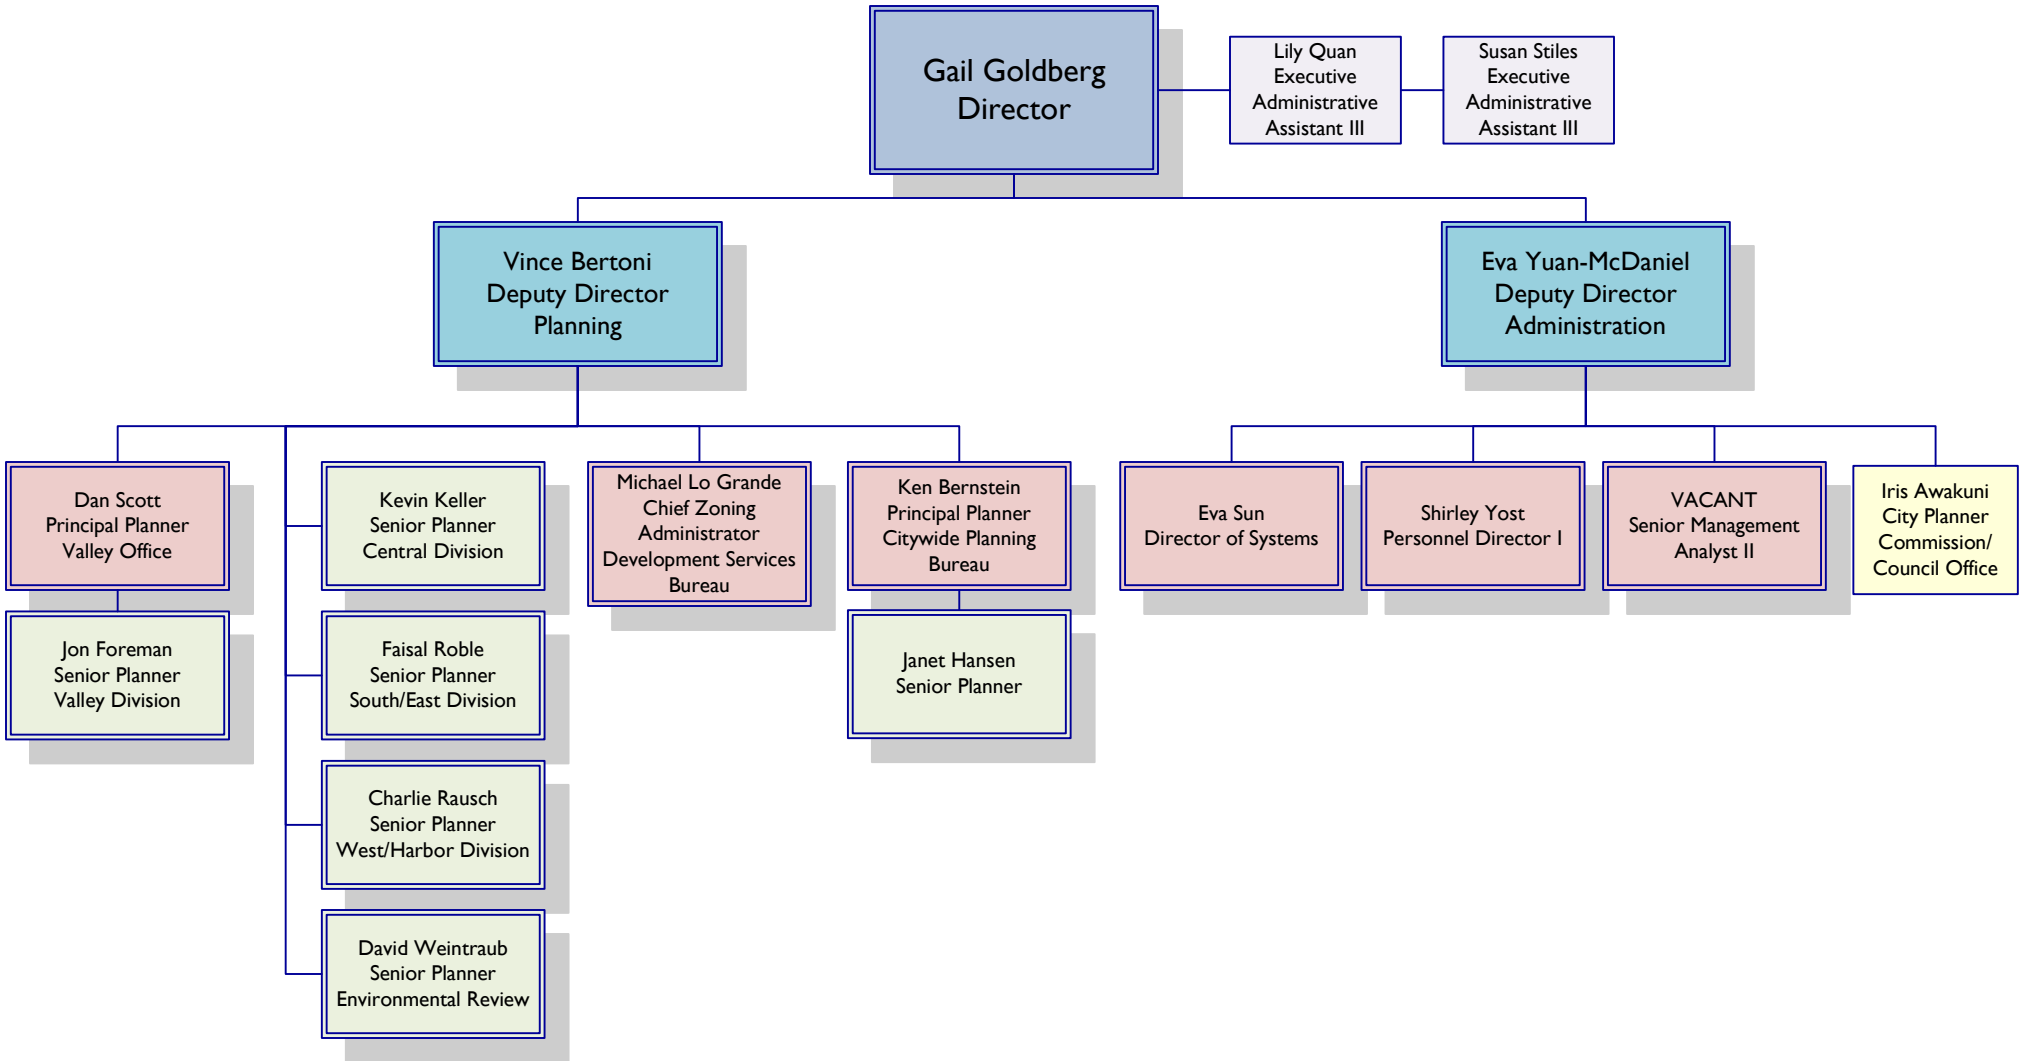 Gail Goldberg
Director
Lily Quan
Executive
Administrative
Assistant III
Susan Stiles
Executive
Administrative
Assistant III
Vince Bertoni
Deputy Director
Planning
Eva Yuan-McDaniel
Deputy Director
Administration
Dan Scott
Principal Planner
Valley Office
Jon Foreman
Senior Planner
Valley Division
Kevin Keller
Senior Planner
Central Division
Faisal Roble
Senior Planner
South/East Division
Charlie Rausch
Senior Planner
West/Harbor Division
David Weintraub
Senior Planner
Environmental Review
Michael Lo Grande
Chief Zoning
Administrator
Development Services
Bureau
Ken Bernstein
Principal Planner
Citywide Planning
Bureau
Janet Hansen
Senior Planner
Eva Sun
Director of Systems
Shirley Yost
Personnel Director I
VACANT
Senior Management
Analyst II
Iris Awakuni
City Planner
Commission/
Council Office